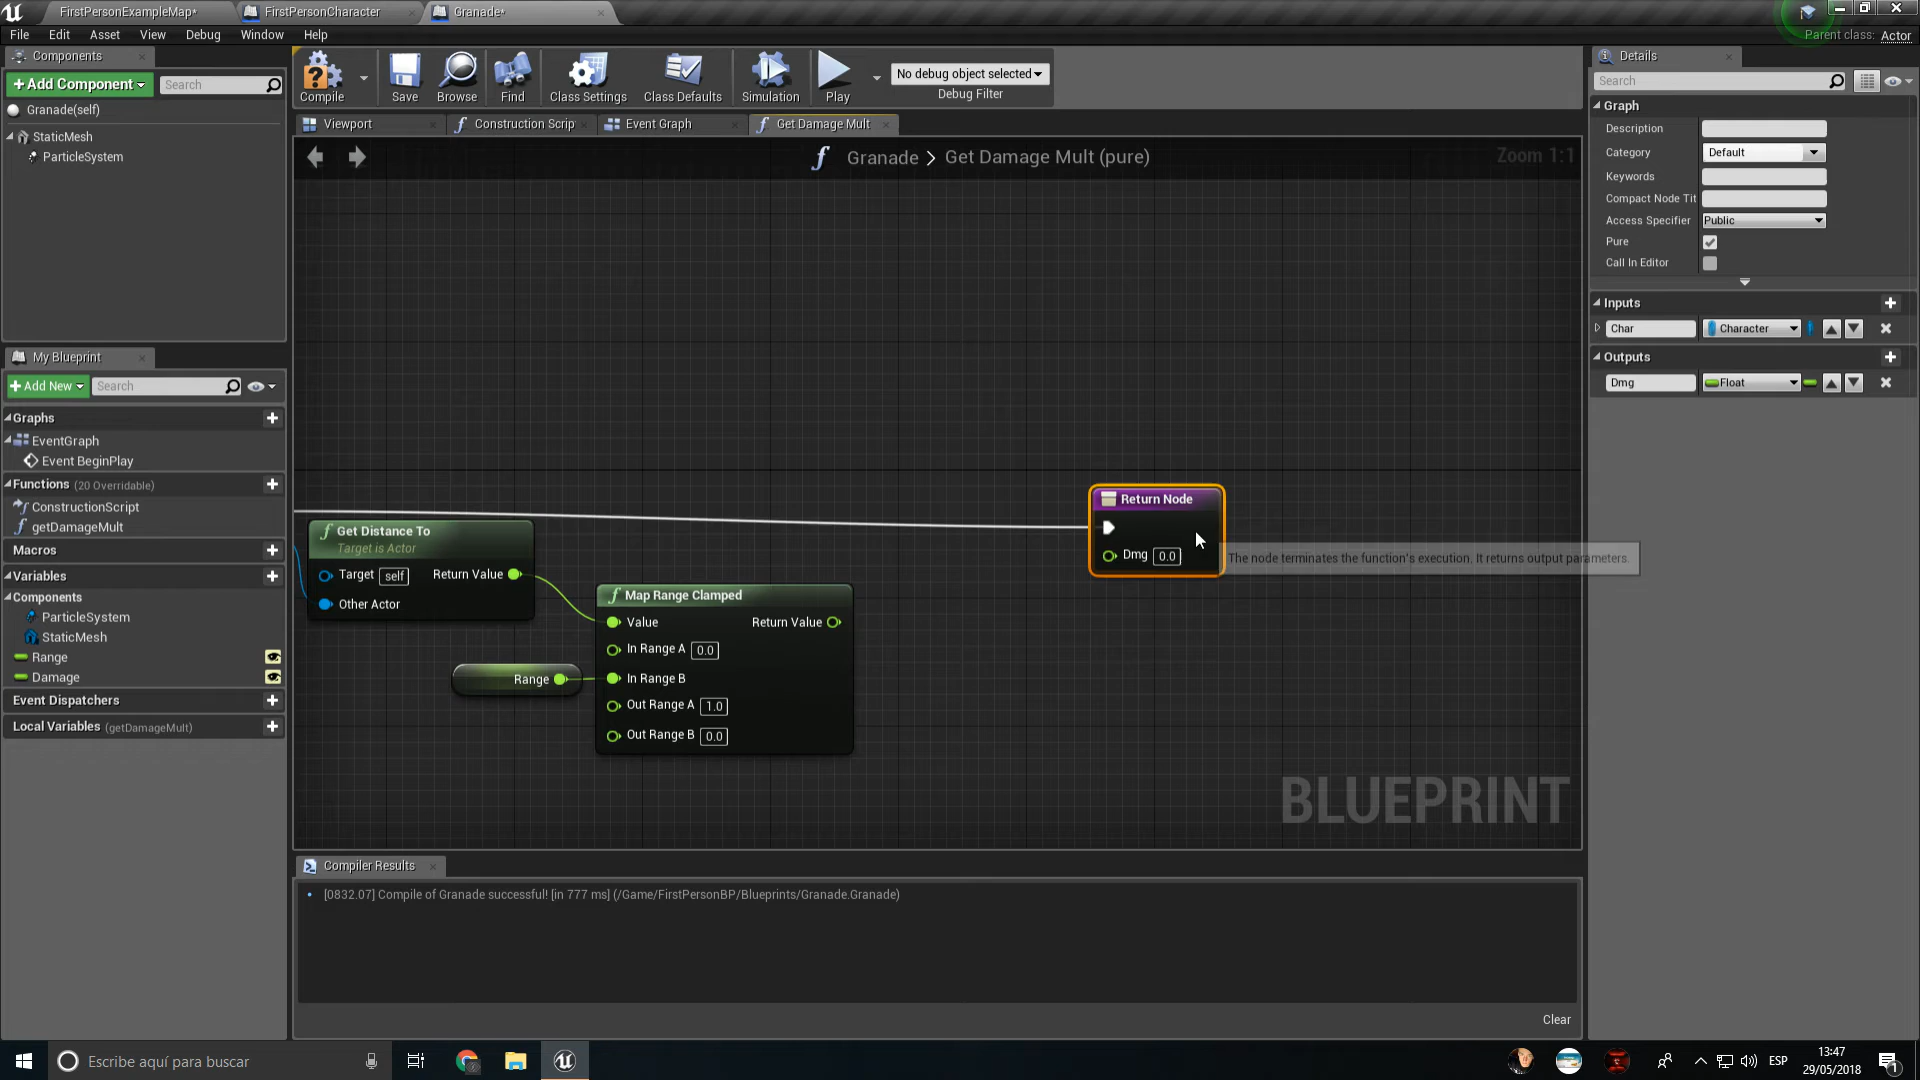 FirstPersonExampleMap*
FirstPersonCharacter
Granade*
File Edit Asset View Debug Window Help
Parent class: Actor
Components
+Add Component
Search
Granade(self)
StaticMesh
ParticleSystem
Compile
Save
Browse
Find
Class Settings
Class Defaults
Simulation
Play
No debug object selected
Debug Filter
Viewport
Construction Scrip
Event Graph
Get Damage Mult
Granade > Get Damage Mult (pure)
Zoom 1:1
Get Distance To
Target is Actor
Target self
Return Value
Other Actor
Range
Map Range Clamped
Value
Return Value
In Range A 0.0
In Range B
Out Range A 1.0
Out Range B 0.0
Return Node
Dmg 0.0
The node terminates the function's execution. It returns output parameters.
BLUEPRINT
My Blueprint
+Add New
Search
Graphs
EventGraph
Event BeginPlay
Functions (20 Overridable)
ConstructionScript
getDamageMult
Macros
Variables
Components
ParticleSystem
StaticMesh
Range
Damage
Event Dispatchers
Local Variables (getDamageMult)
Compiler Results
[0832.07] Compile of Granade successful! [in 777 ms] (/Game/FirstPersonBP/Blueprints/Granade.Granade)
Clear
Details
Search
Graph
Description
Category Default
Keywords
Compact Node Tit
Access Specifier Public
Pure
Call In Editor
Inputs
Char Character
Outputs
Dmg Float
Escribe aquí para buscar
ESP
13:47
29/05/2018
1